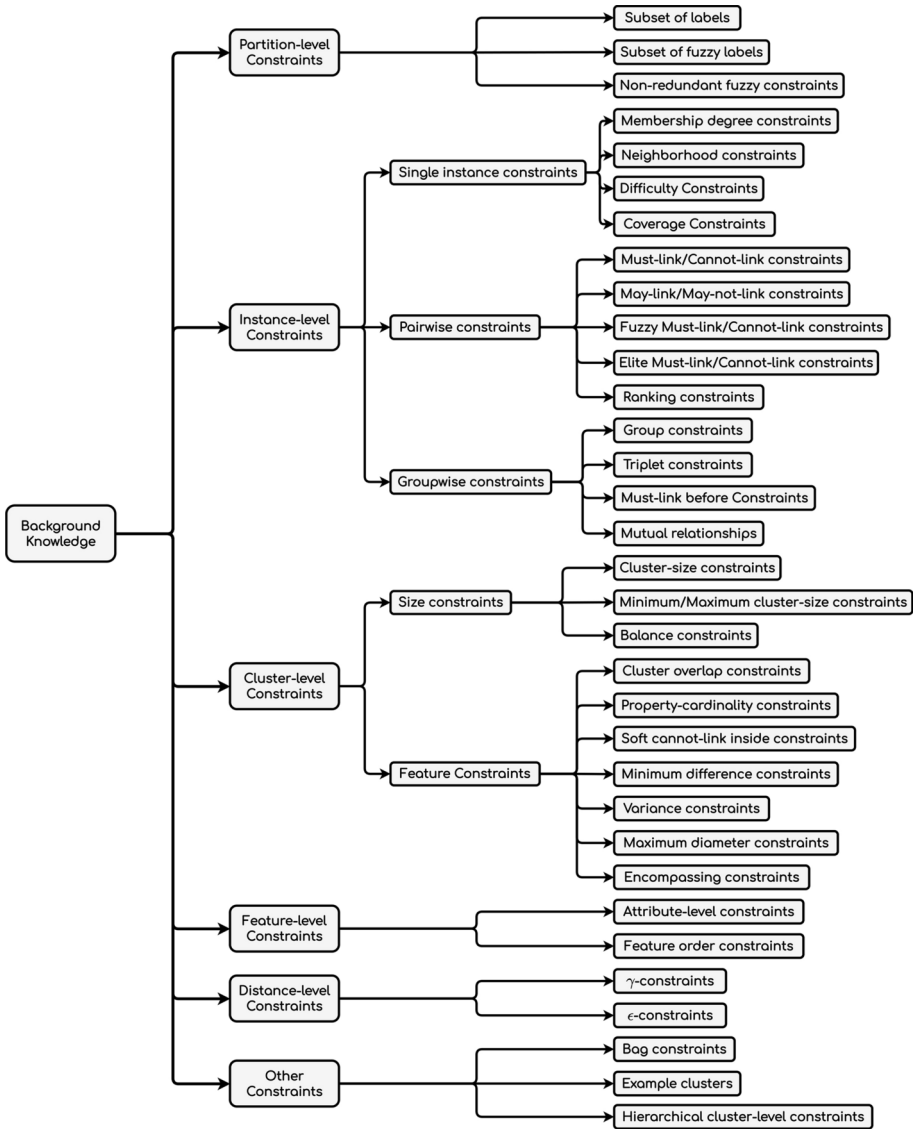 Background
Knowledge
Partition-level
Constraints
Subset of labels
Subset of fuzzy labels
Non-redundant fuzzy constraints
Instance-level
Constraints
Single instance constraints
Membership degree constraints
Neighborhood constraints
Difficulty Constraints
Coverage Constraints
Pairwise constraints
Must-link/Cannot-link constraints
May-link/May-not-link constraints
Fuzzy Must-link/Cannot-link constraints
Elite Must-link/Cannot-link constraints
Ranking constraints
Groupwise constraints
Group constraints
Triplet constraints
Must-link before Constraints
Mutual relationships
Cluster-level
Constraints
Size constraints
Cluster-size constraints
Minimum/Maximum cluster-size constraints
Balance constraints
Feature Constraints
Cluster overlap constraints
Property-cardinality constraints
Soft cannot-link inside constraints
Minimum difference constraints
Variance constraints
Maximum diameter constraints
Encompassing constraints
Feature-level
Constraints
Attribute-level constraints
Feature order constraints
Distance-level
Constraints
γ-constraints
ϵ-constraints
Other
Constraints
Bag constraints
Example clusters
Hierarchical cluster-level constraints